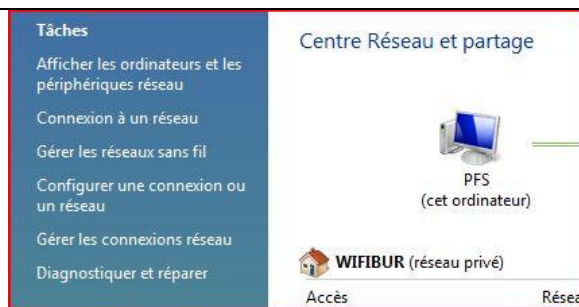 Tâches
Afficher les ordinateurs et les
périphériques réseau
Connexion à un réseau
Gérer les réseaux sans fil
Configurer une connexion ou
un réseau
Gérer les connexions réseau
Diagnostiquer et réparer
Centre Réseau et partage
PFS
(cet ordinateur)
WIFIBUR (réseau privé)
Accès